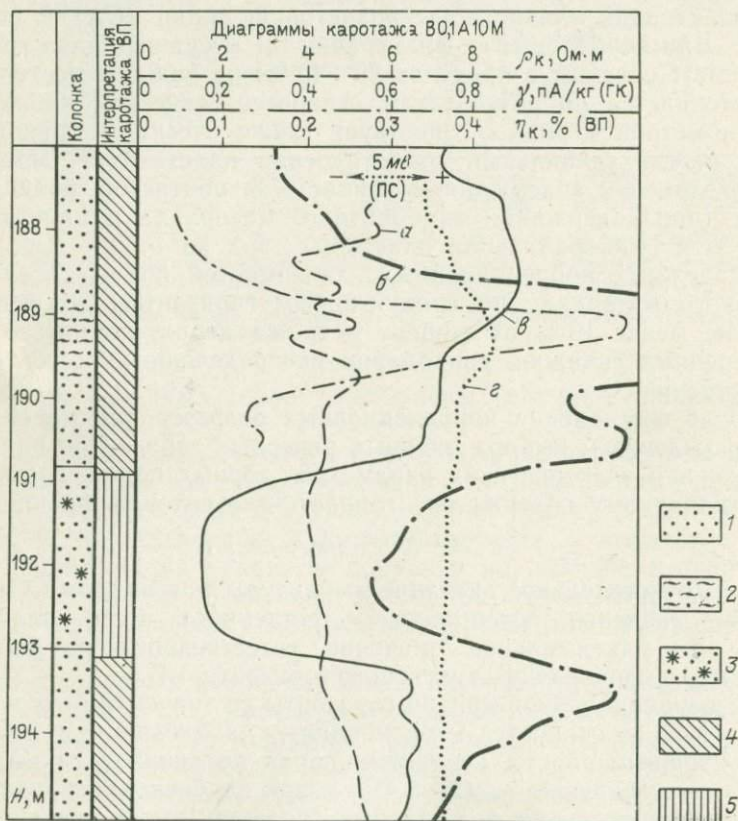 Диаграммы каротажа В0,1А10М
Колонка
Интерпретация каротажа ВП
0 2 4 6 8 ρк, Ом·м
0 0,2 0,4 0,6 0,8 γ, пА/кг (ГК)
0 0,1 0,2 0,3 0,4 ηк, % (ВП)
5 мв
(ПС)
+
188
а
б
189
в
г
190
191
192
193
194
Н, м
1
2
3
4
5